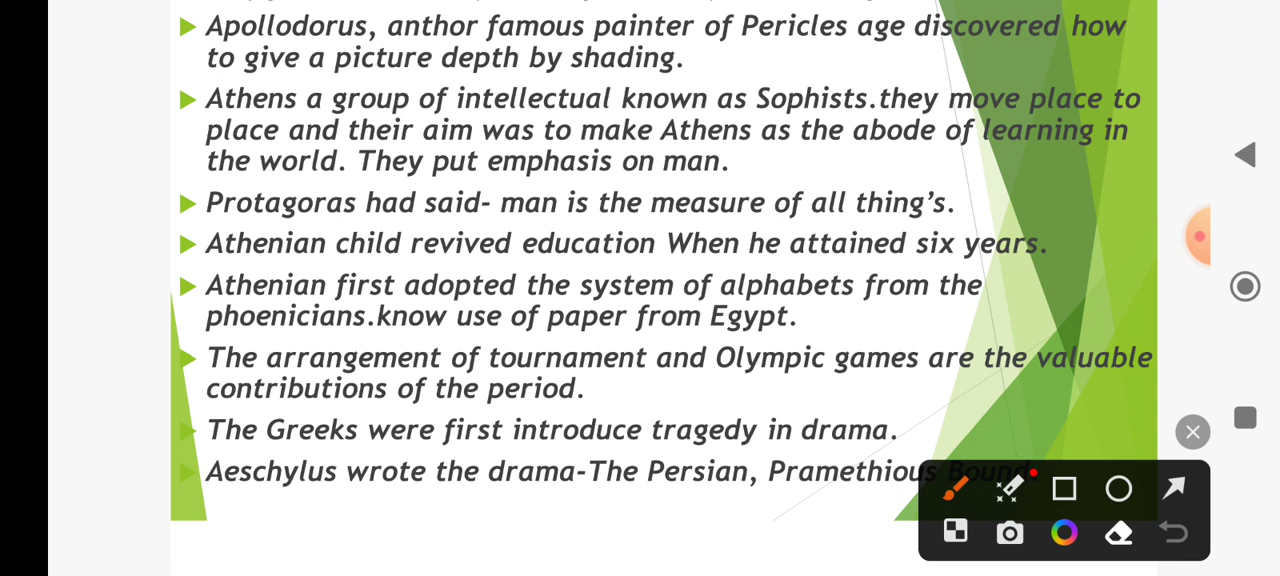 Apollodorus, anthor famous painter of Pericles age discovered how
to give a picture depth by shading.
Athens a group of intellectual known as Sophists.they move place to
place and their aim was to make Athens as the abode of learning in
the world. They put emphasis on man.
Protagoras had said- man is the measure of all thing’s.
Athenian child revived education When he attained six years.
Athenian first adopted the system of alphabets from the
phoenicians.know use of paper from Egypt.
The arrangement of tournament and Olympic games are the valuable
contributions of the period.
The Greeks were first introduce tragedy in drama.
Aeschylus wrote the drama-The Persian, Pramethious Bound.